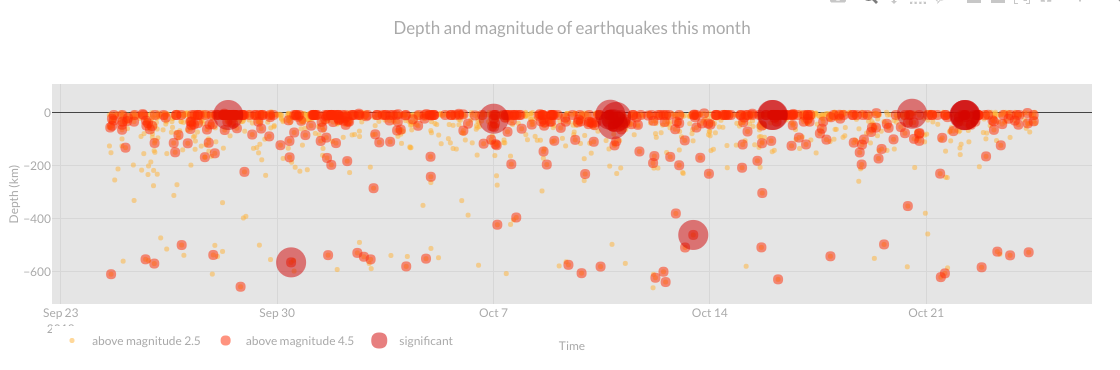 Depth and magnitude of earthquakes this month
0
−200
−400
−600
Depth (km)
Sep 23
Sep 30
Oct 7
Oct 14
Oct 21
above magnitude 2.5
above magnitude 4.5
significant
Time